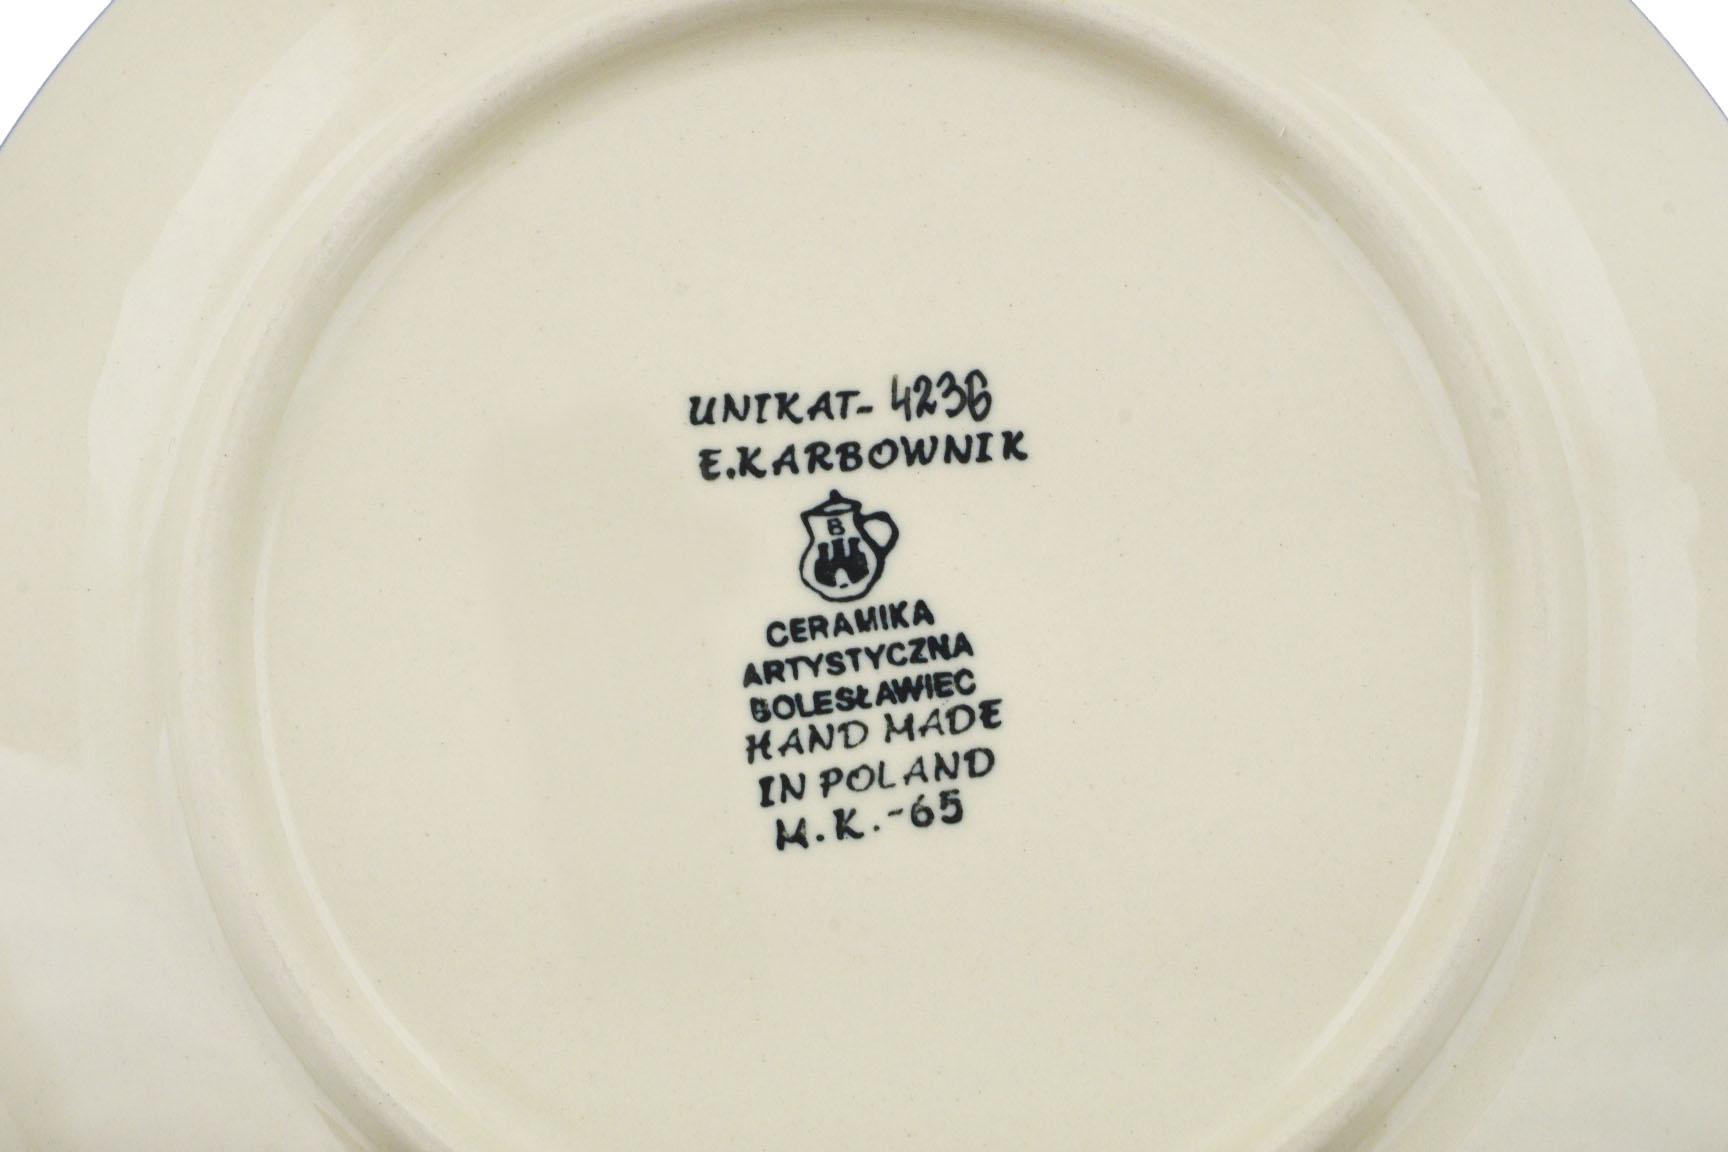 UNIKAT- 4236
E.KARBOWNIK
B
CERAMIKA
ARTYSTYCZNA
BOLESŁAWIEC
HAND MADE
IN POLAND
M.K.-65